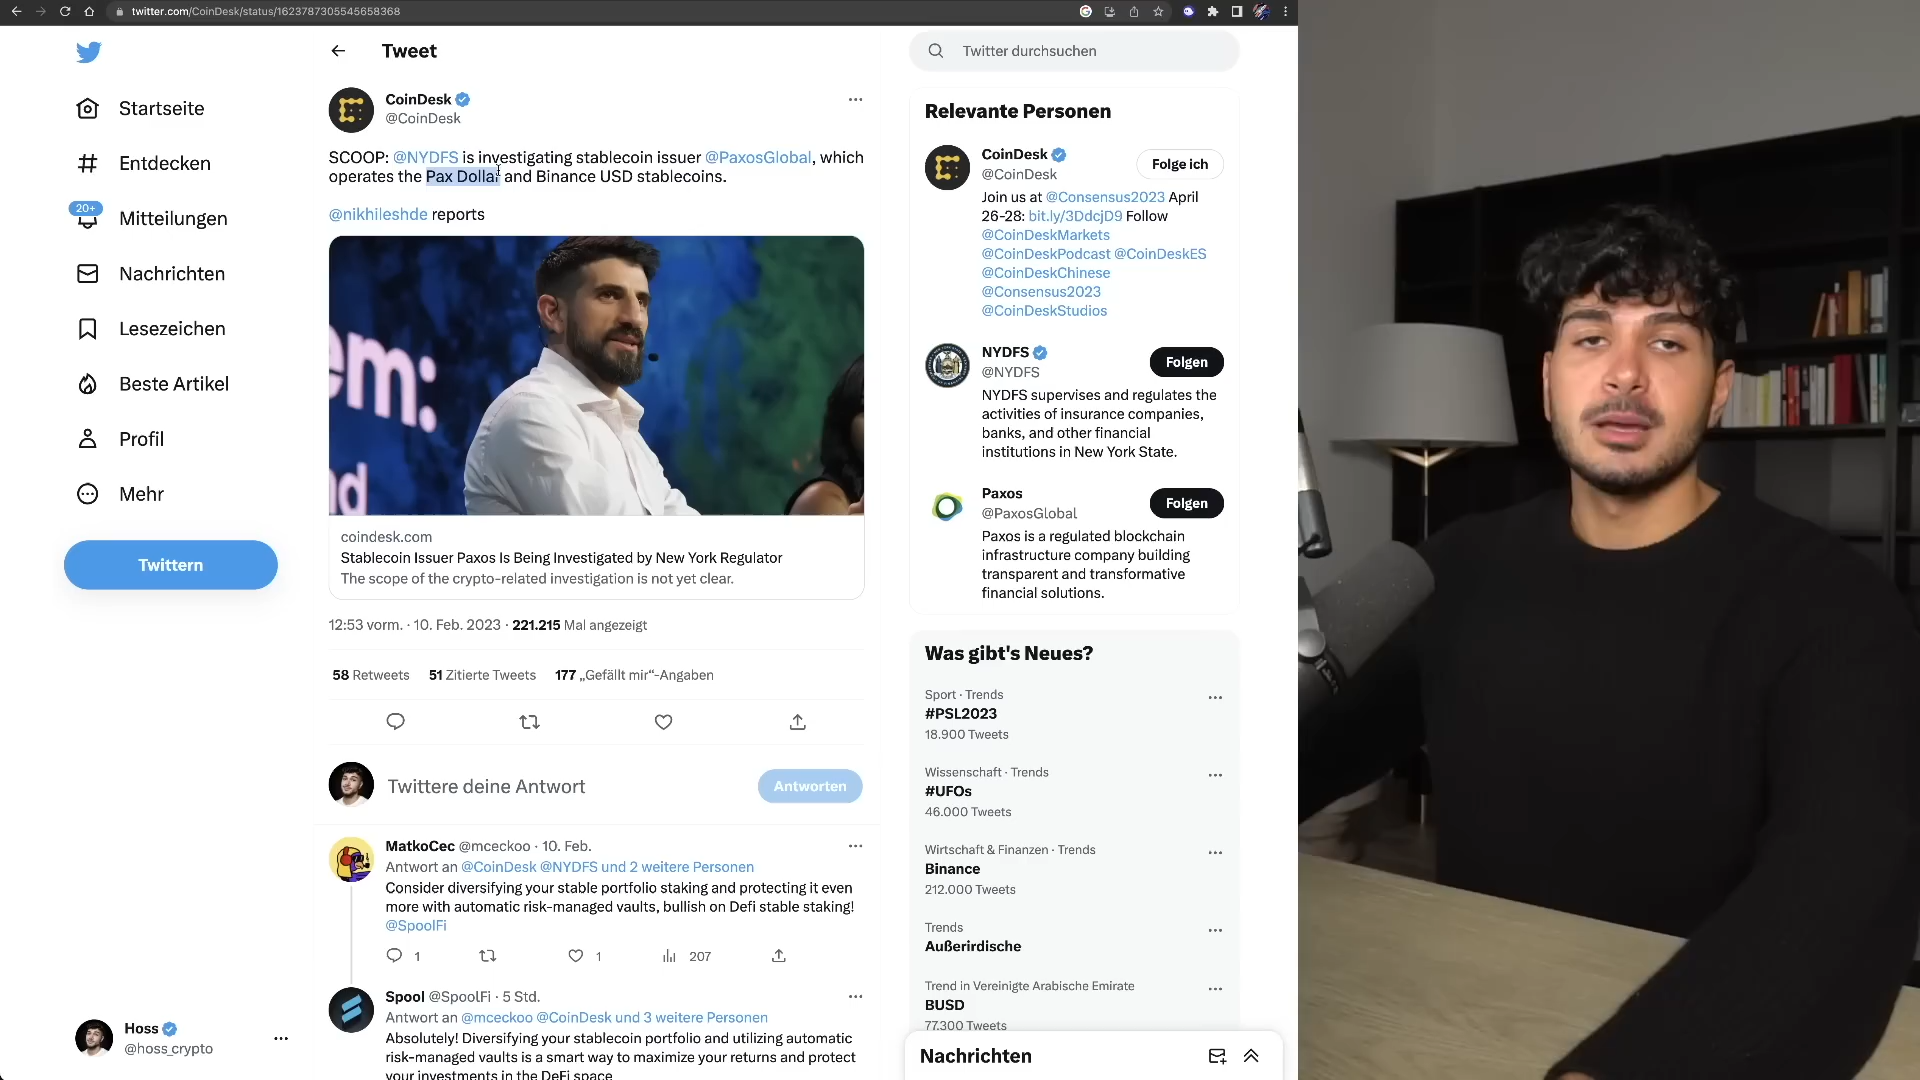 twitter.com/CoinDesk/status/1623787305545658368
Startseite
Entdecken
20+
Mitteilungen
Nachrichten
Lesezeichen
Beste Artikel
Profil
Mehr
Twittern
Hoss
@hoss_crypto
Tweet
CoinDesk
@CoinDesk
SCOOP: @NYDFS is investigating stablecoin issuer @PaxosGlobal, which
operates the Pax Dollar and Binance USD stablecoins.
@nikhileshde reports
em:
nd
coindesk.com
Stablecoin Issuer Paxos Is Being Investigated by New York Regulator
The scope of the crypto-related investigation is not yet clear.
12:53 vorm. · 10. Feb. 2023 · 221.215 Mal angezeigt
58 Retweets 51 Zitierte Tweets 177 „Gefällt mir“-Angaben
Twittere deine Antwort
Antworten
MatkoCec @mceckoo · 10. Feb.
Antwort an @CoinDesk @NYDFS und 2 weitere Personen
Consider diversifying your stable portfolio staking and protecting it even
more with automatic risk-managed vaults, bullish on Defi stable staking!
@SpoolFi
1 1 207
Spool @SpoolFi · 5 Std.
Antwort an @mceckoo @CoinDesk und 3 weitere Personen
Absolutely! Diversifying your stablecoin portfolio and utilizing automatic
risk-managed vaults is a smart way to maximize your returns and protect
your investments in the DeFi space
Twitter durchsuchen
Relevante Personen
CoinDesk
@CoinDesk
Folge ich
Join us at @Consensus2023 April
26-28: bit.ly/3DdcjD9 Follow
@CoinDeskMarkets
@CoinDeskPodcast @CoinDeskES
@CoinDeskChinese
@Consensus2023
@CoinDeskStudios
NYDFS
@NYDFS
Folgen
NYDFS supervises and regulates the
activities of insurance companies,
banks, and other financial
institutions in New York State.
Paxos
@PaxosGlobal
Folgen
Paxos is a regulated blockchain
infrastructure company building
transparent and transformative
financial solutions.
Was gibt's Neues?
Sport · Trends
#PSL2023
18.900 Tweets
Wissenschaft · Trends
#UFOs
46.000 Tweets
Wirtschaft & Finanzen · Trends
Binance
212.000 Tweets
Trends
Außerirdische
Trend in Vereinigte Arabische Emirate
BUSD
77.300 Tweets
Nachrichten